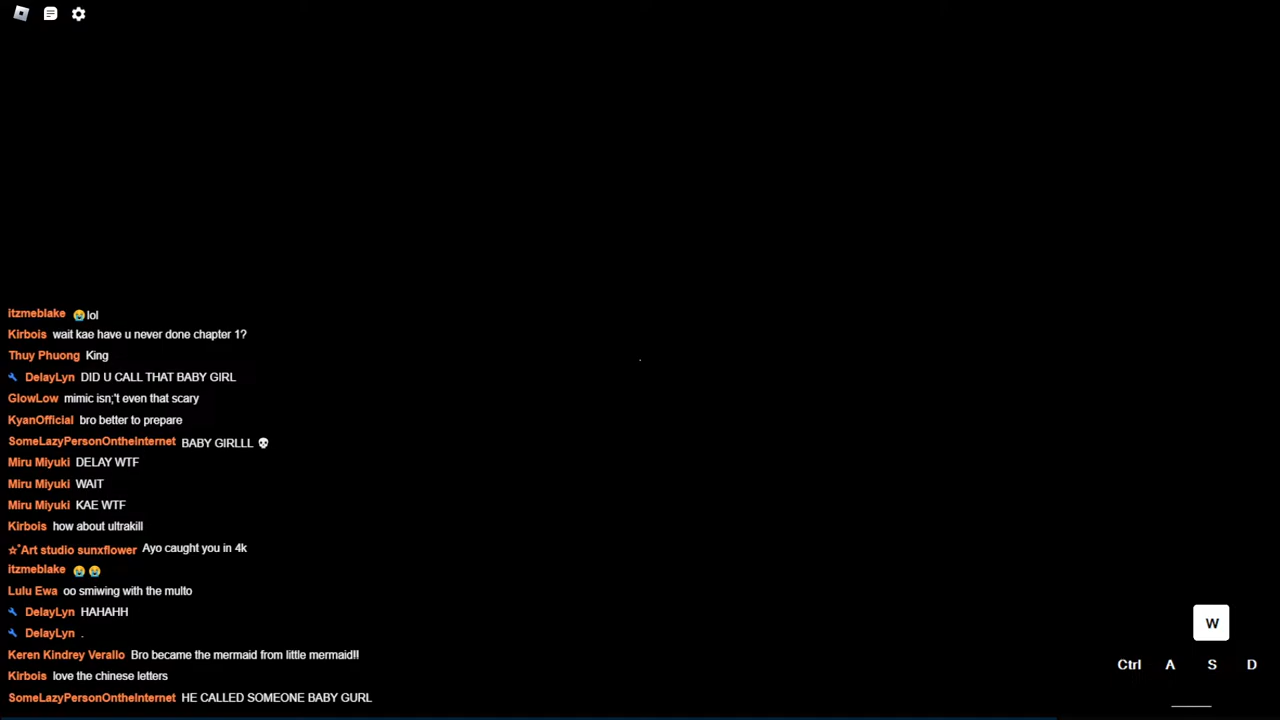 itzmeblake 😭lol
Kirbois wait kae have u never done chapter 1?
Thuy Phuong King
DelayLyn DID U CALL THAT BABY GIRL
GlowLow mimic isn;'t even that scary
KyanOfficial bro better to prepare
SomeLazyPersonOntheInternet BABY GIRLLL 💀
Miru Miyuki DELAY WTF
Miru Miyuki WAIT
Miru Miyuki KAE WTF
Kirbois how about ultrakill
☆˚Art studio sunxflower Ayo caught you in 4k
itzmeblake 😭😭
Lulu Ewa oo smiwing with the multo
DelayLyn HAHAHH
DelayLyn .
Keren Kindrey Verallo Bro became the mermaid from little mermaid!!
Kirbois love the chinese letters
SomeLazyPersonOntheInternet HE CALLED SOMEONE BABY GURL
W
Ctrl A S D